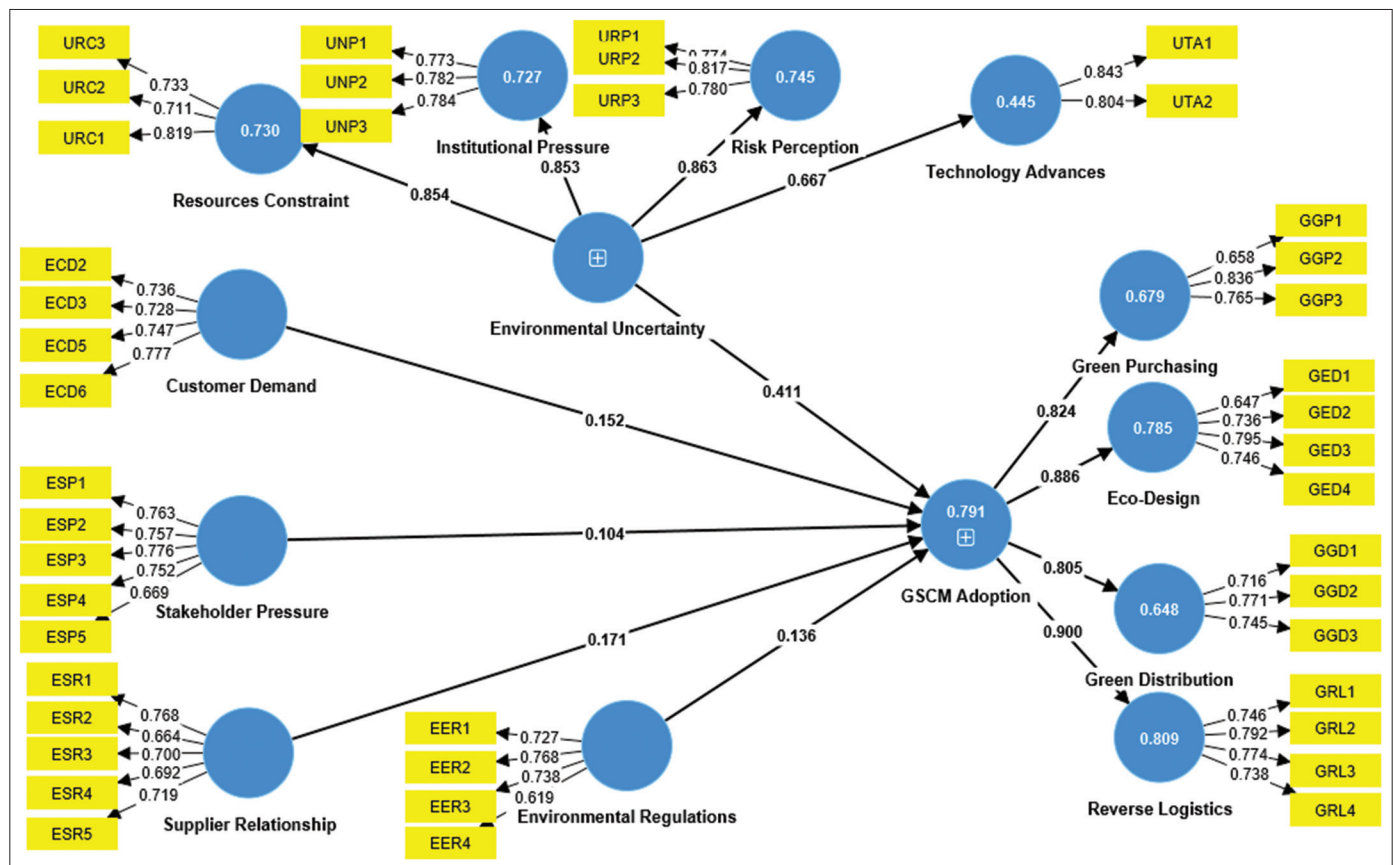 URC3
URC2
URC1
0.733
0.711
0.819
0.730
Resources Constraint
UNP1
UNP2
UNP3
0.773
0.782
0.784
0.727
Institutional Pressure
URP1
URP2
URP3
0.774
0.817
0.780
0.745
Risk Perception
UTA1
UTA2
0.843
0.804
0.445
Technology Advances
0.854
0.853
0.863
0.667
Environmental Uncertainty
0.411
ECD2
ECD3
ECD5
ECD6
0.736
0.728
0.747
0.777
Customer Demand
0.152
ESP1
ESP2
ESP3
ESP4
ESP5
0.763
0.757
0.776
0.752
0.669
Stakeholder Pressure
0.104
ESR1
ESR2
ESR3
ESR4
ESR5
0.768
0.664
0.700
0.692
0.719
Supplier Relationship
0.171
EER1
EER2
EER3
EER4
0.727
0.768
0.738
0.619
Environmental Regulations
0.136
0.791
GSCM Adoption
0.824
0.886
0.805
0.900
0.679
Green Purchasing
0.658
0.836
0.765
GGP1
GGP2
GGP3
0.785
Eco-Design
0.647
0.736
0.795
0.746
GED1
GED2
GED3
GED4
0.648
Green Distribution
0.716
0.771
0.745
GGD1
GGD2
GGD3
0.809
Reverse Logistics
0.746
0.792
0.774
0.738
GRL1
GRL2
GRL3
GRL4